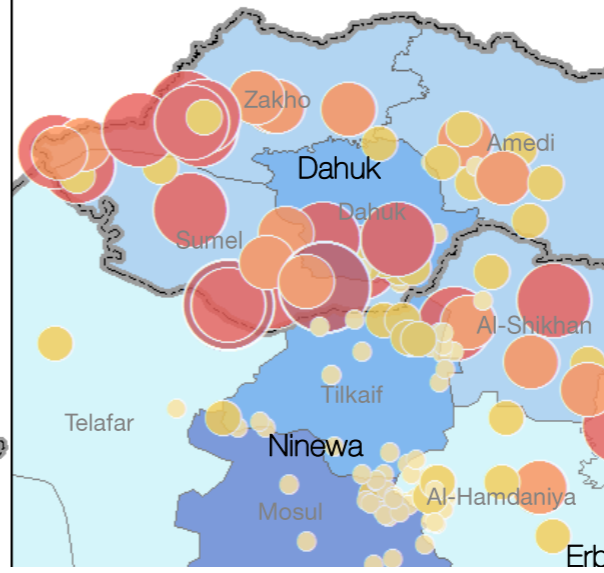 Zakho
Amedi
Dahuk
Dahuk
Sumel
Al-Shikhan
Tilkaif
Telafar
Ninewa
Al-Hamdaniya
Mosul
Erb